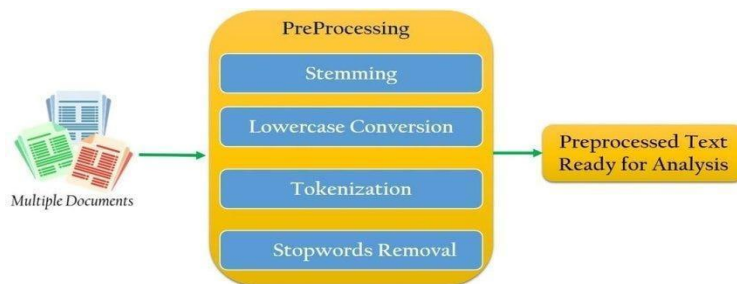 PreProcessing
Stemming
Lowercase Conversion
Tokenization
Stopwords Removal
Multiple Documents
Preprocessed Text
Ready for Analysis